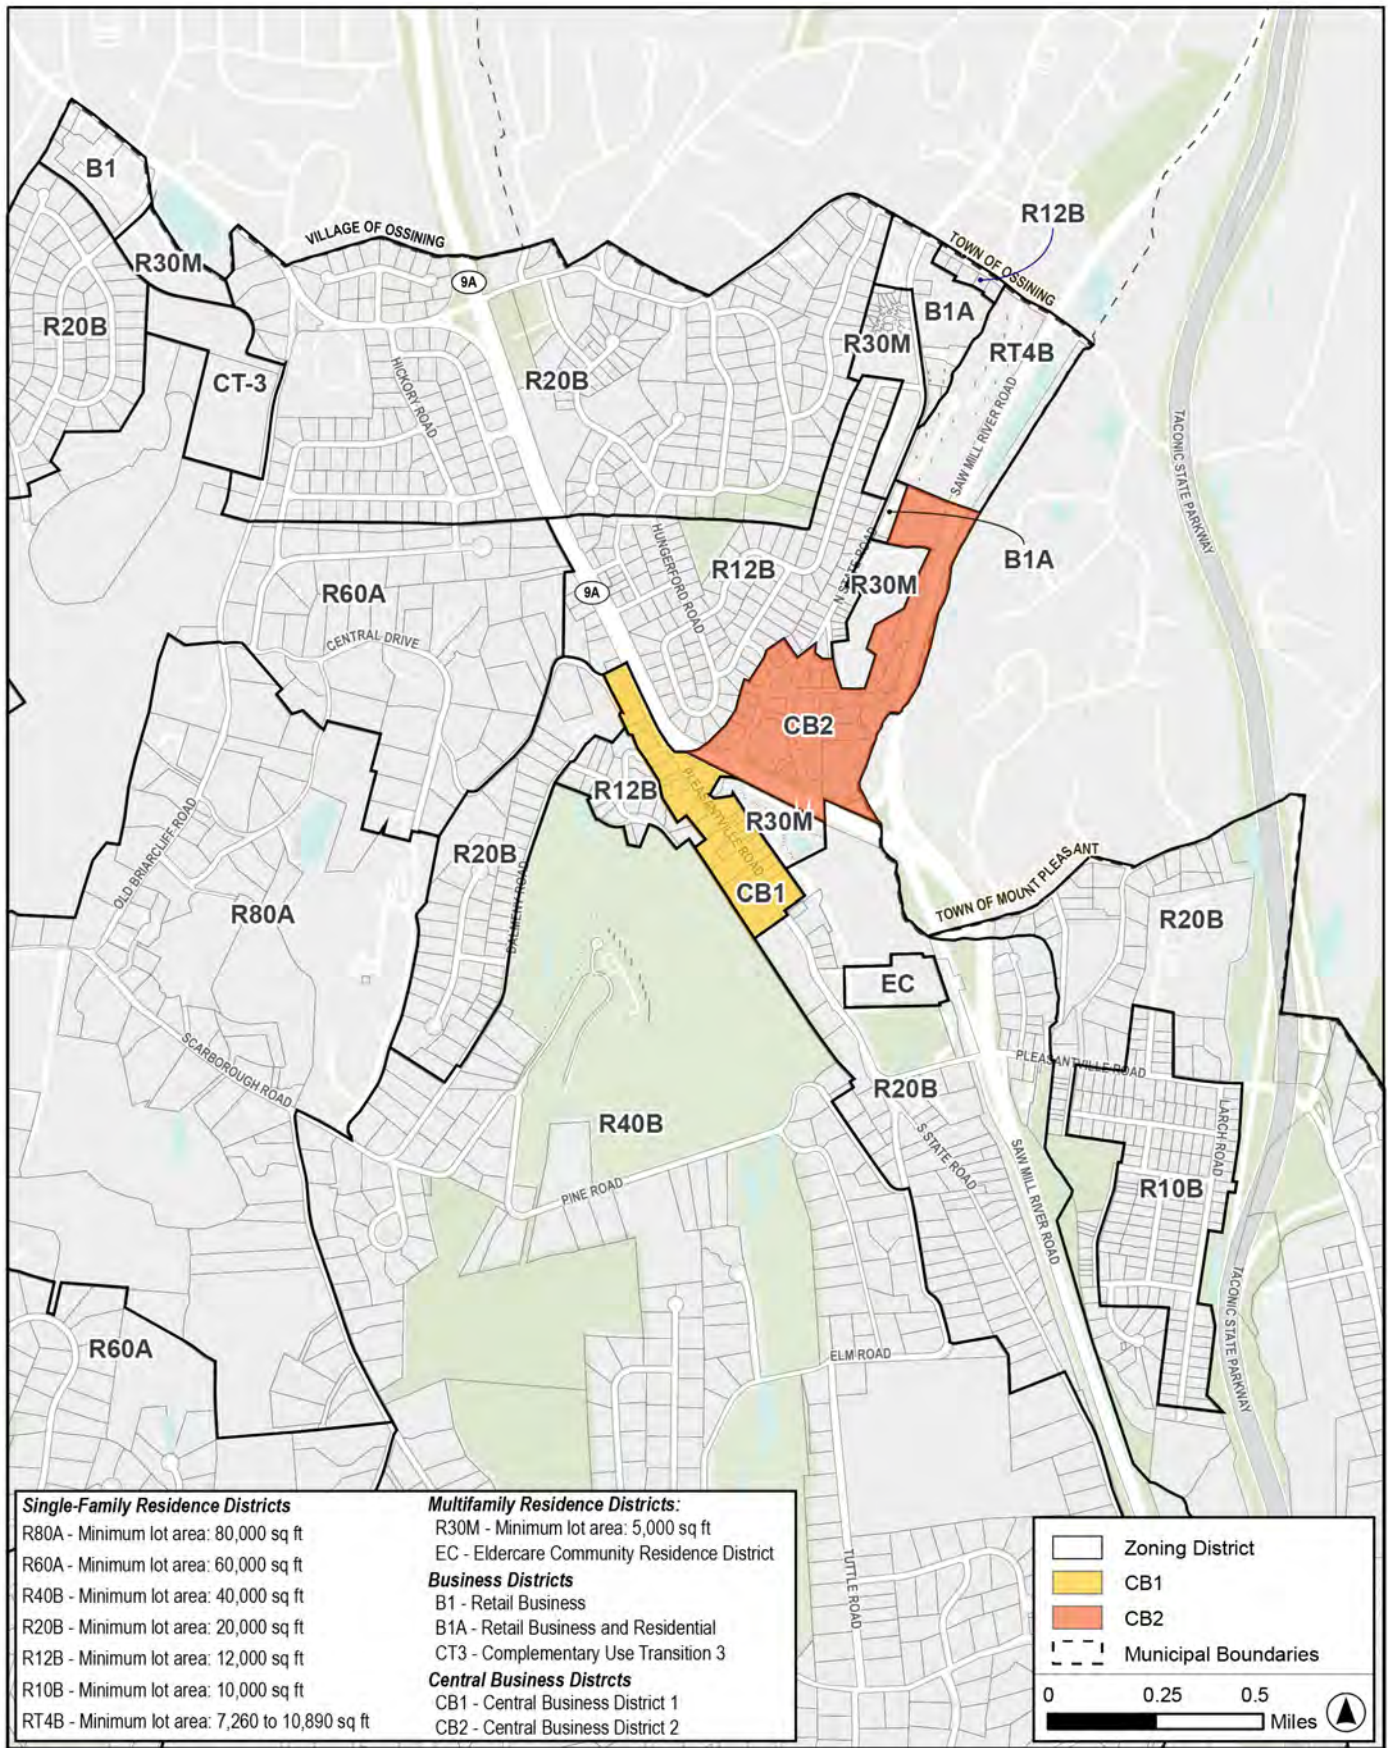 B1
R12B
VILLAGE OF OSSINING
TOWN OF OSSINING
R30M
9A
B1A
R20B
R30M
RT4B
CT-3
HICKORY ROAD
R20B
SAW MILL RIVER ROAD
TACONIC STATE PARKWAY
HUNGERFORD ROAD
N STATE ROAD
R12B
B1A
R60A
9A
R30M
CENTRAL DRIVE
CB2
R12B
PLEASANTVILLE ROAD
R30M
OLD BRIARCLIFF ROAD
R20B
TOWN OF MOUNT PLEASANT
CB1
R80A
DALMENY ROAD
R20B
EC
SCARBOROUGH ROAD
PLEASANTVILLE ROAD
R20B
R40B
LARCH ROAD
S STATE ROAD
SAW MILL RIVER ROAD
R10B
PINE ROAD
TACONIC STATE PARKWAY
R60A
ELM ROAD
TUTTLE ROAD
Single-Family Residence Districts
R80A - Minimum lot area: 80,000 sq ft
R60A - Minimum lot area: 60,000 sq ft
R40B - Minimum lot area: 40,000 sq ft
R20B - Minimum lot area: 20,000 sq ft
R12B - Minimum lot area: 12,000 sq ft
R10B - Minimum lot area: 10,000 sq ft
RT4B - Minimum lot area: 7,260 to 10,890 sq ft
Multifamily Residence Districts:
R30M - Minimum lot area: 5,000 sq ft
EC - Eldercare Community Residence District
Business Districts
B1 - Retail Business
B1A - Retail Business and Residential
CT3 - Complementary Use Transition 3
Central Business Distrcts
CB1 - Central Business District 1
CB2 - Central Business District 2
Zoning District
CB1
CB2
Municipal Boundaries
0 0.25 0.5
Miles